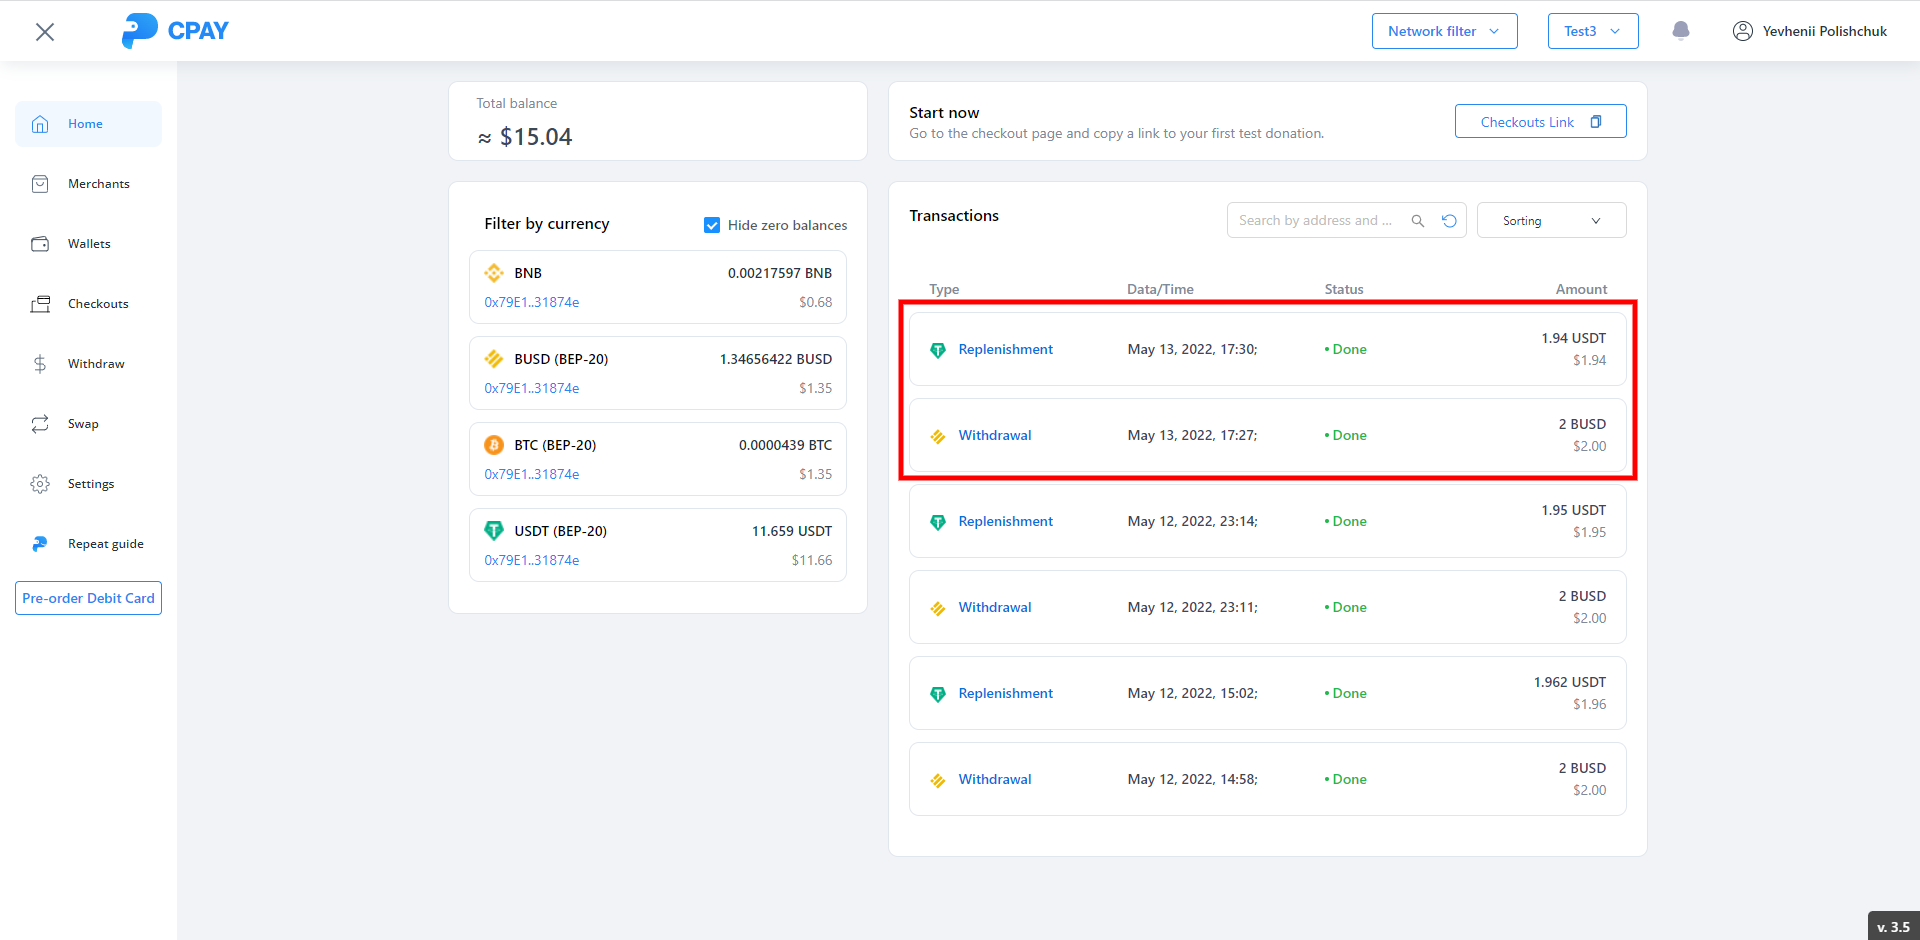 CPAY
Network filter
Test3
Yevhenii Polishchuk
Home
Merchants
Wallets
Checkouts
Withdraw
Swap
Settings
Repeat guide
Pre-order Debit Card
Total balance
≈ $15.04
Start now
Go to the checkout page and copy a link to your first test donation.
Checkouts Link
Filter by currency
Hide zero balances
BNB 0.00217597 BNB
0x79E1..31874e $0.68
BUSD (BEP-20) 1.34656422 BUSD
0x79E1..31874e $1.35
BTC (BEP-20) 0.0000439 BTC
0x79E1..31874e $1.35
USDT (BEP-20) 11.659 USDT
0x79E1..31874e $11.66
Transactions
Search by address and ...
Sorting
Type Data/Time Status Amount
Replenishment May 13, 2022, 17:30; • Done 1.94 USDT
$1.94
Withdrawal May 13, 2022, 17:27; • Done 2 BUSD
$2.00
Replenishment May 12, 2022, 23:14; • Done 1.95 USDT
$1.95
Withdrawal May 12, 2022, 23:11; • Done 2 BUSD
$2.00
Replenishment May 12, 2022, 15:02; • Done 1.962 USDT
$1.96
Withdrawal May 12, 2022, 14:58; • Done 2 BUSD
$2.00
v. 3.5